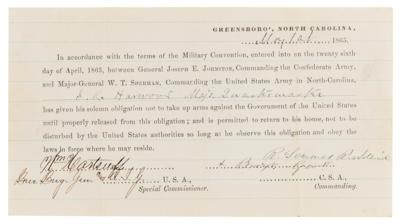 GREENSBORO', NORTH CAROLINA,
May 1st 1865.
In accordance with the terms of the Military Convention, entered into on the twenty sixth
day of April, 1865, between General JOSEPH E. JOHNSTON, Commanding the Confederate Army,
and Major-General W. T. SHERMAN, Commanding the United States Army in North-Carolina,
Harwood Maj. Quartermaster
has given his solemn obligation not to take up arms against the Government of the United States
until properly released from this obligation; and is permitted to return to his home, not to be
disturbed by the United States authorities so long as he observe this obligation and obey the
laws in force where he may reside.
Wm Hartsuff
Brig. Gen U. S. A.,
Special Commissioner.
C. S. A.,
Commanding.